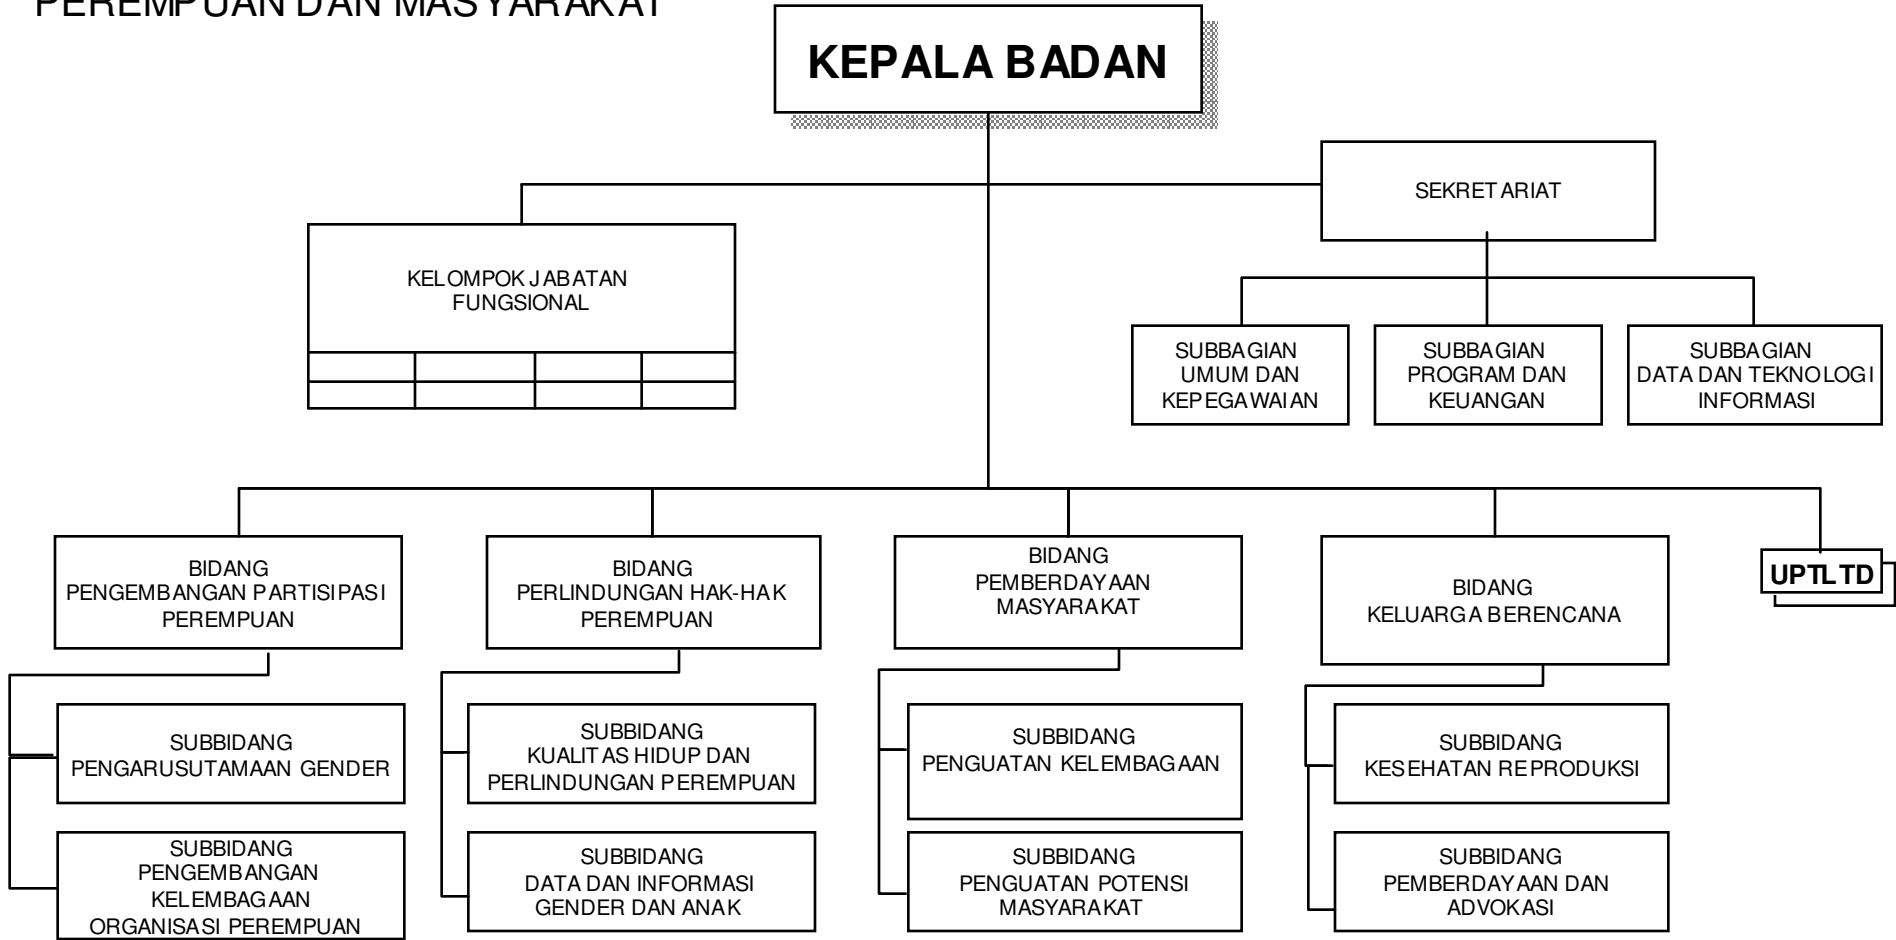 PEREMPUAN DAN MASYARAKAT
KEPALA BADAN
SEKRETARIAT
KELOMPOK JABATAN
FUNGSIONAL
SUBBAGIAN
UMUM DAN
KEPEGAWAIAN
SUBBAGIAN
PROGRAM DAN
KEUANGAN
SUBBAGIAN
DATA DAN TEKNOLOGI
INFORMASI
BIDANG
PENGEMBANGAN PARTISIPASI
PEREMPUAN
BIDANG
PERLINDUNGAN HAK-HAK
PEREMPUAN
BIDANG
PEMBERDAYAAN
MASYARAKAT
BIDANG
KELUARGA BERENCANA
UPTLTD
SUBBIDANG
PENGARUSUTAMAAN GENDER
SUBBIDANG
KUALITAS HIDUP DAN
PERLINDUNGAN PEREMPUAN
SUBBIDANG
PENGUATAN KELEMBAGAAN
SUBBIDANG
KESEHATAN REPRODUKSI
SUBBIDANG
PENGEMBANGAN
KELEMBAGAAN
ORGANISASI PEREMPUAN
SUBBIDANG
DATA DAN INFORMASI
GENDER DAN ANAK
SUBBIDANG
PENGUATAN POTENSI
MASYARAKAT
SUBBIDANG
PEMBERDAYAAN DAN
ADVOKASI